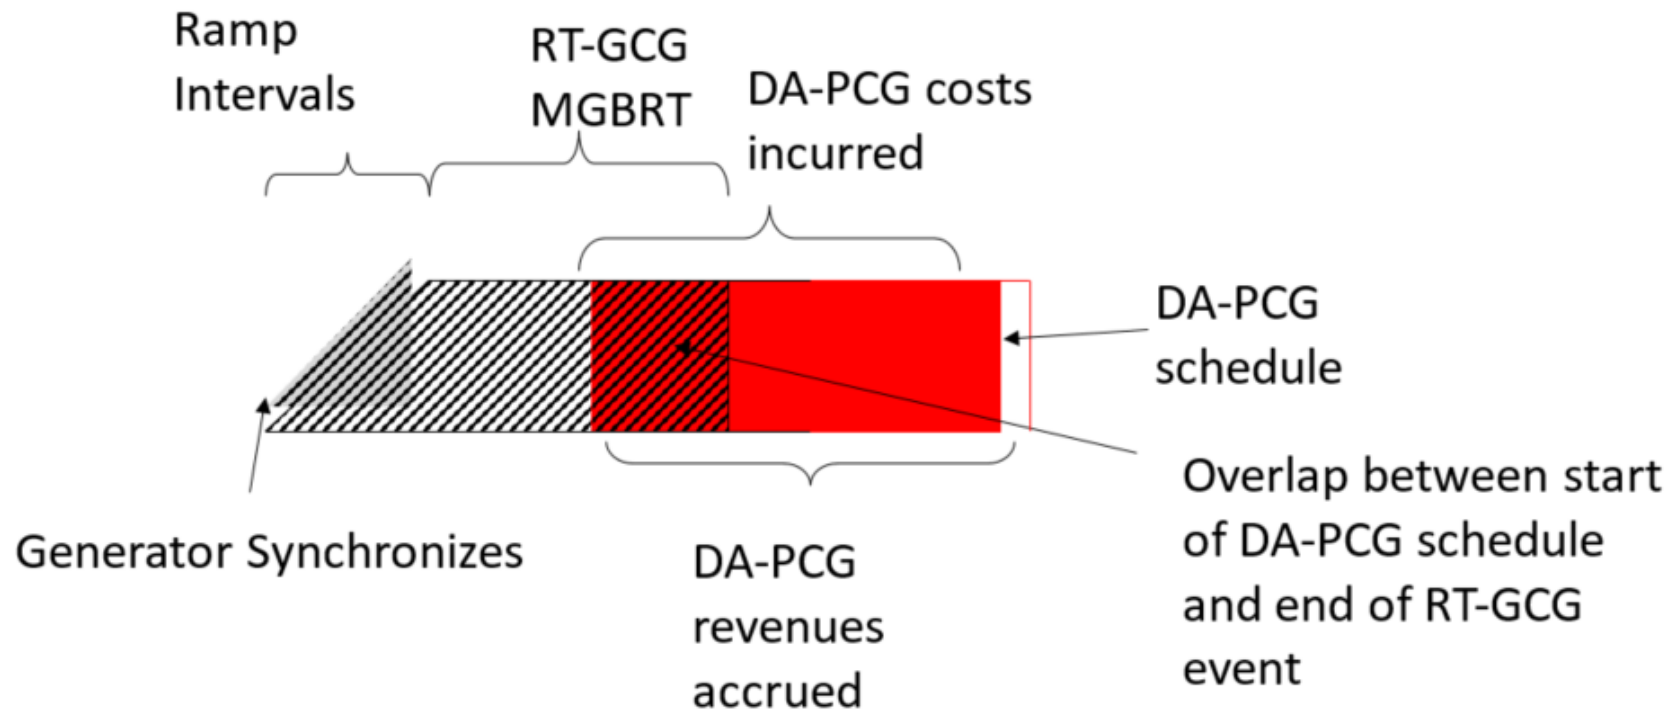 Ramp
Intervals
RT-GCG
MGBRT
DA-PCG costs
incurred
DA-PCG
schedule
Overlap between start
of DA-PCG schedule
and end of RT-GCG
event
Generator Synchronizes
DA-PCG
revenues
accrued